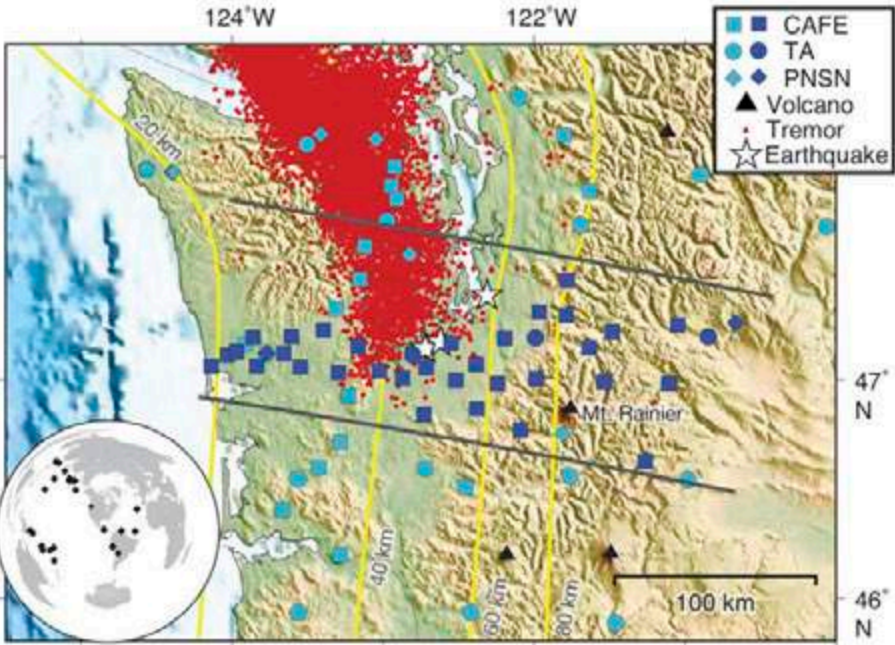 124˚W
122˚W
CAFE
TA
PNSN
Volcano
Tremor
Earthquake
20 km
47˚
N
Mt. Rainier
40 km
60 km
80 km
100 km
46˚
N